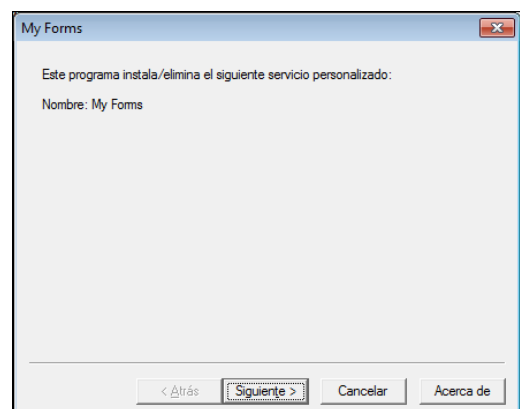 My Forms
Este programa instala/elimina el siguiente servicio personalizado:
Nombre: My Forms
< Atrás
Siguiente >
Cancelar
Acerca de